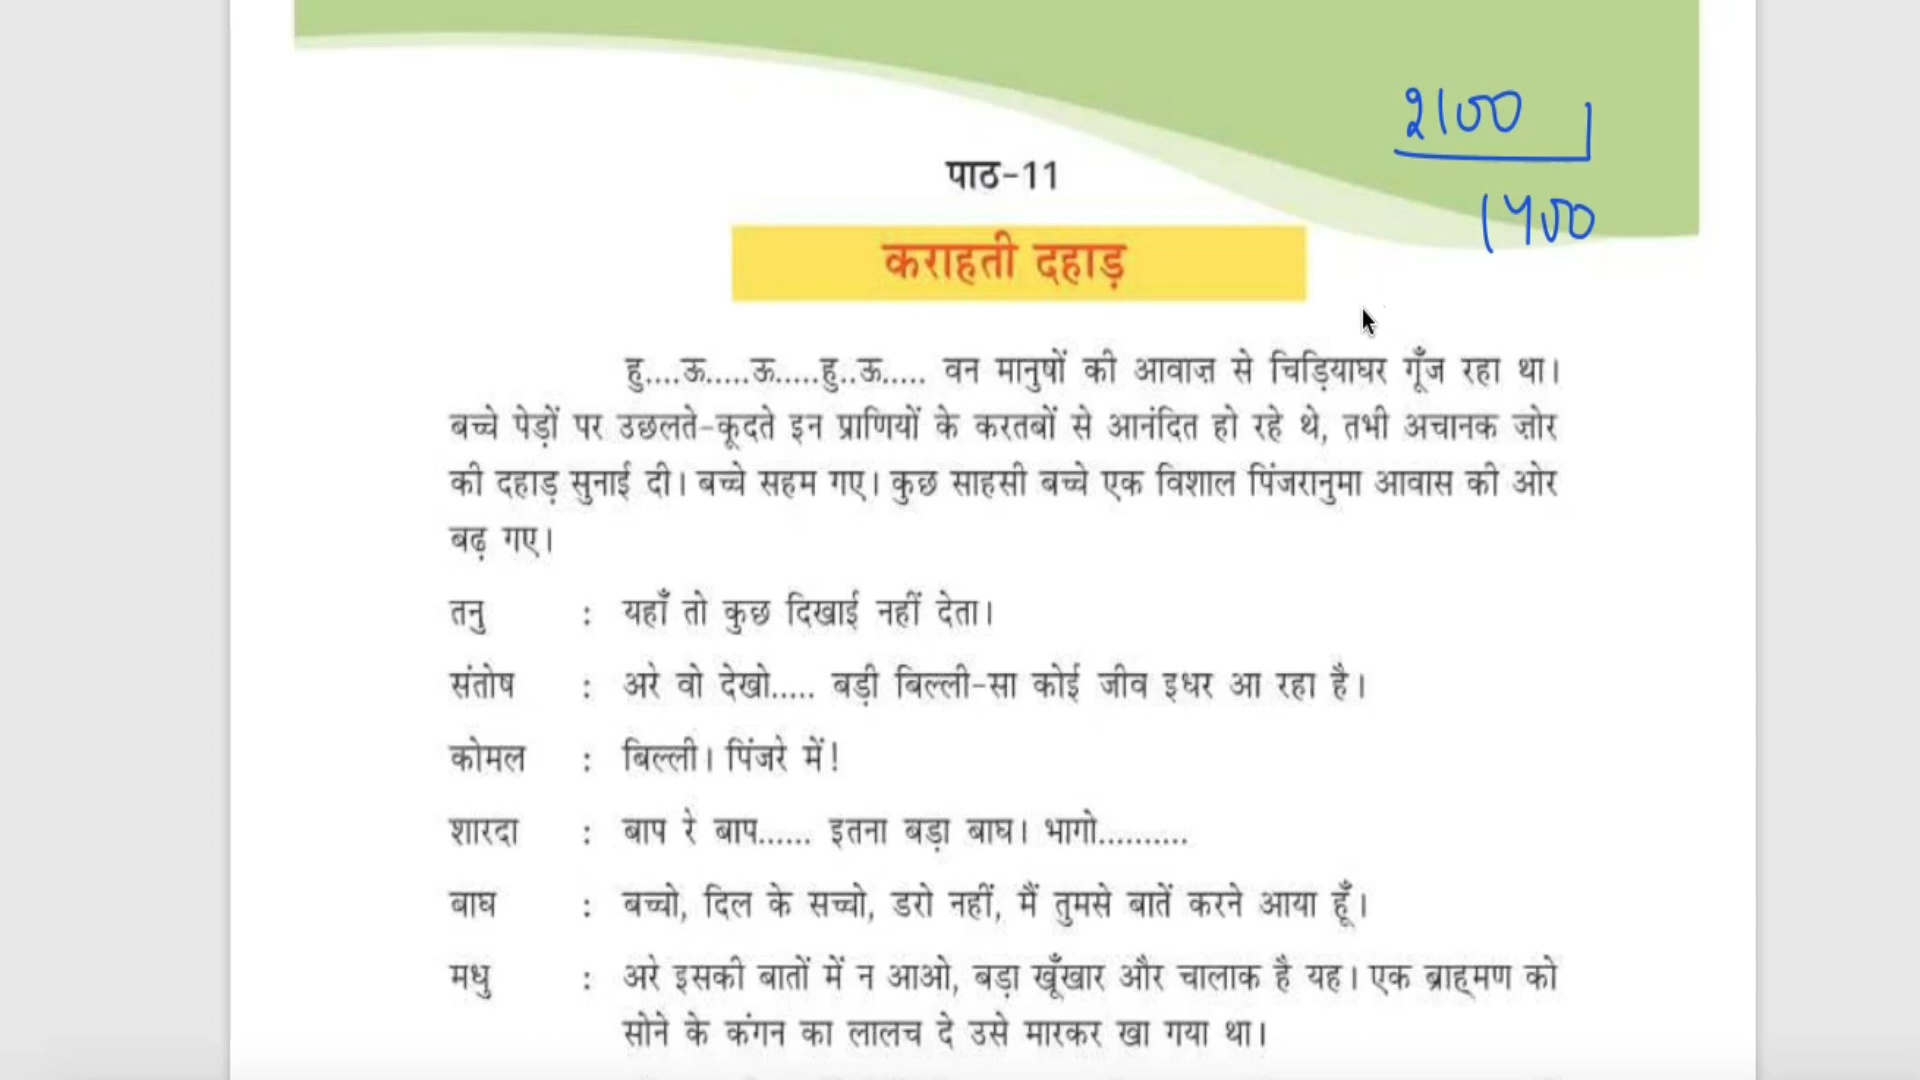 2100
1400
पाठ-11
कराहती दहाड़
हु....ऊ.....ऊ.....हु..ऊ..... वन मानुषों की आवाज़ से चिड़ियाघर गूँज रहा था।
बच्चे पेड़ों पर उछलते-कूदते इन प्राणियों के करतबों से आनंदित हो रहे थे, तभी अचानक ज़ोर
की दहाड़ सुनाई दी। बच्चे सहम गए। कुछ साहसी बच्चे एक विशाल पिंजरानुमा आवास की ओर
बढ़ गए।
तनु : यहाँ तो कुछ दिखाई नहीं देता।
संतोष : अरे वो देखो..... बड़ी बिल्ली-सा कोई जीव इधर आ रहा है।
कोमल : बिल्ली। पिंजरे में!
शारदा : बाप रे बाप...... इतना बड़ा बाघ। भागो..........
बाघ : बच्चो, दिल के सच्चो, डरो नहीं, मैं तुमसे बातें करने आया हूँ।
मधु : अरे इसकी बातों में न आओ, बड़ा खूँखार और चालाक है यह। एक ब्राह्मण को
सोने के कंगन का लालच दे उसे मारकर खा गया था।